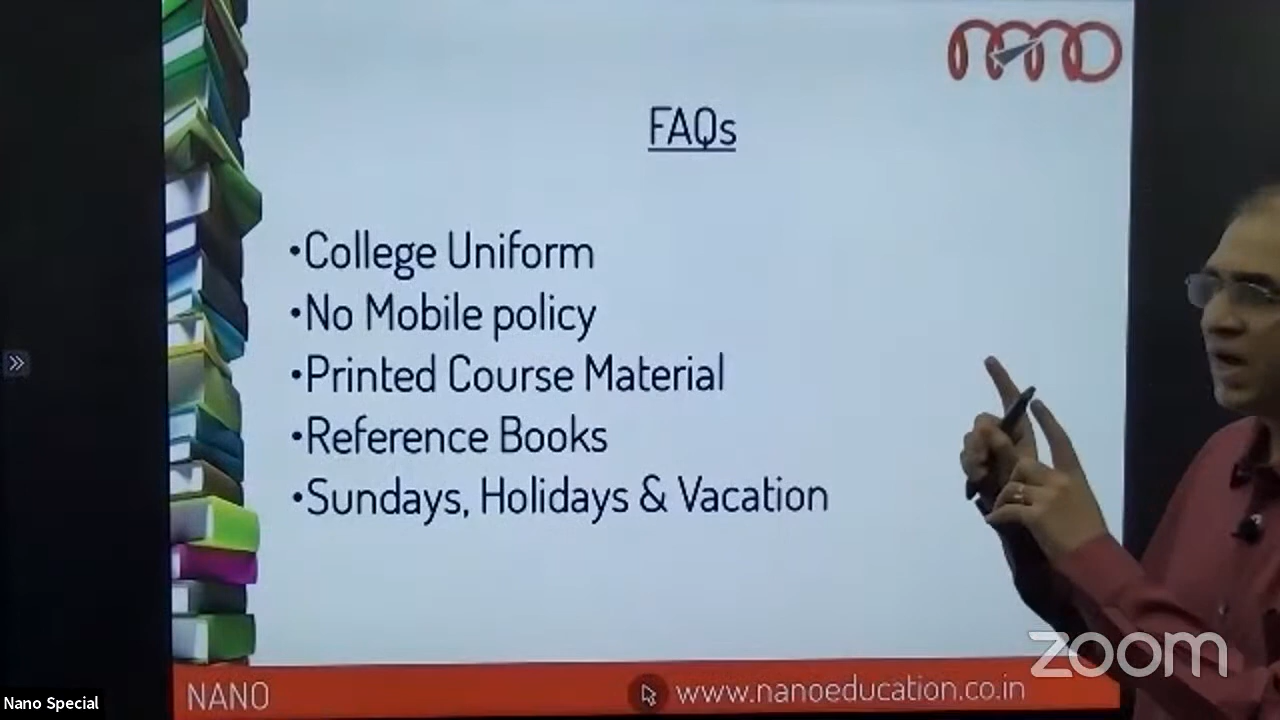 FAQs
•College Uniform
•No Mobile policy
•Printed Course Material
•Reference Books
•Sundays, Holidays & Vacation
NANO
www.nanoeducation.co.in
zoom
Nano Special